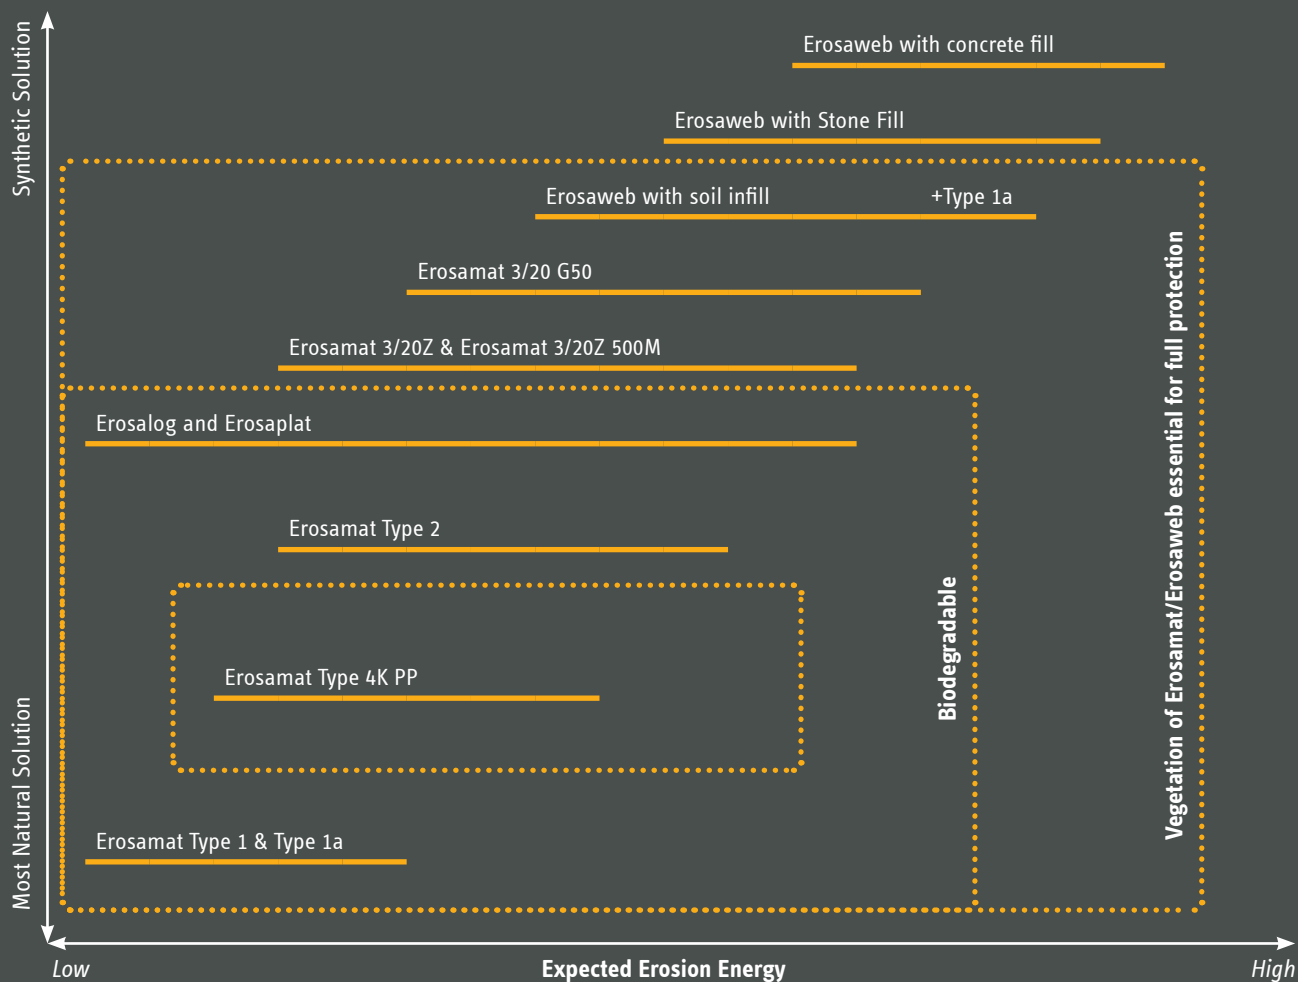 Synthetic Solution
Erosaweb with concrete fill
Erosaweb with Stone Fill
Erosaweb with soil infill +Type 1a
Erosamat 3/20 G50
Erosamat 3/20Z & Erosamat 3/20Z 500M
Erosalog and Erosaplat
Erosamat Type 2
Erosamat Type 4K PP
Erosamat Type 1 & Type 1a
Biodegradable
Vegetation of Erosamat/Erosaweb essential for full protection
Most Natural Solution
Low Expected Erosion Energy High